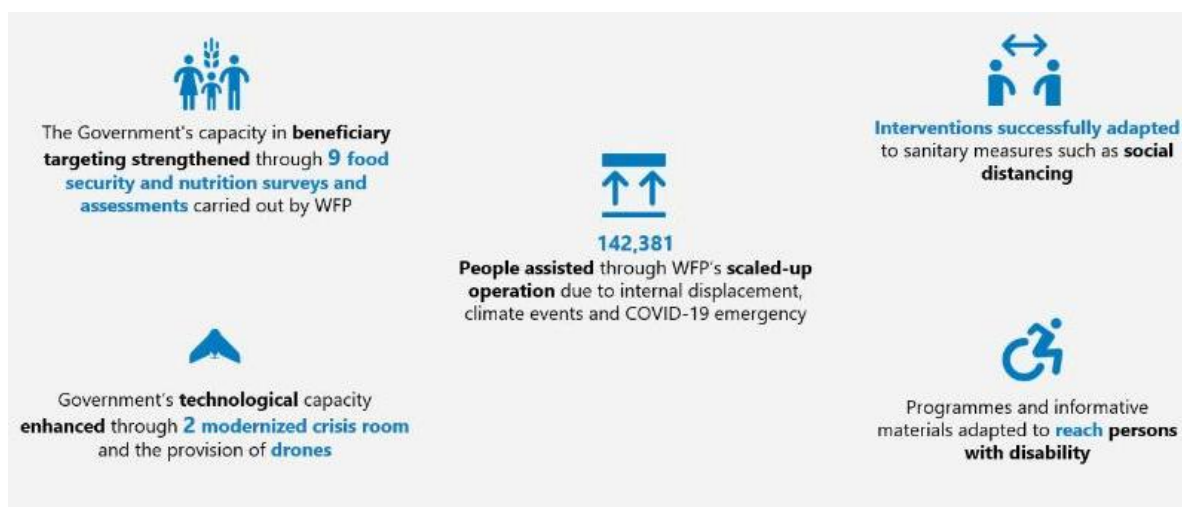 The Government's capacity in beneficiary
targeting strengthened through 9 food
security and nutrition surveys and
assessments carried out by WFP
Interventions successfully adapted
to sanitary measures such as social
distancing
142,381
People assisted through WFP's scaled-up
operation due to internal displacement,
climate events and COVID-19 emergency
Government's technological capacity
enhanced through 2 modernized crisis room
and the provision of drones
Programmes and informative
materials adapted to reach persons
with disability